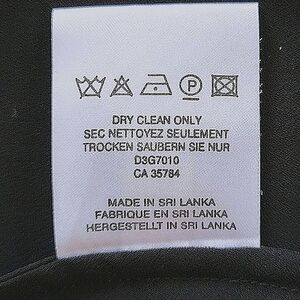 P
DRY CLEAN ONLY
SEC NETTOYEZ SEULEMENT
TROCKEN SAUBERN SIE NUR
D3G7010
CA 35784
MADE IN SRI LANKA
FABRIQUE EN SRI LANKA
HERGESTELLT IN SRI LANKA